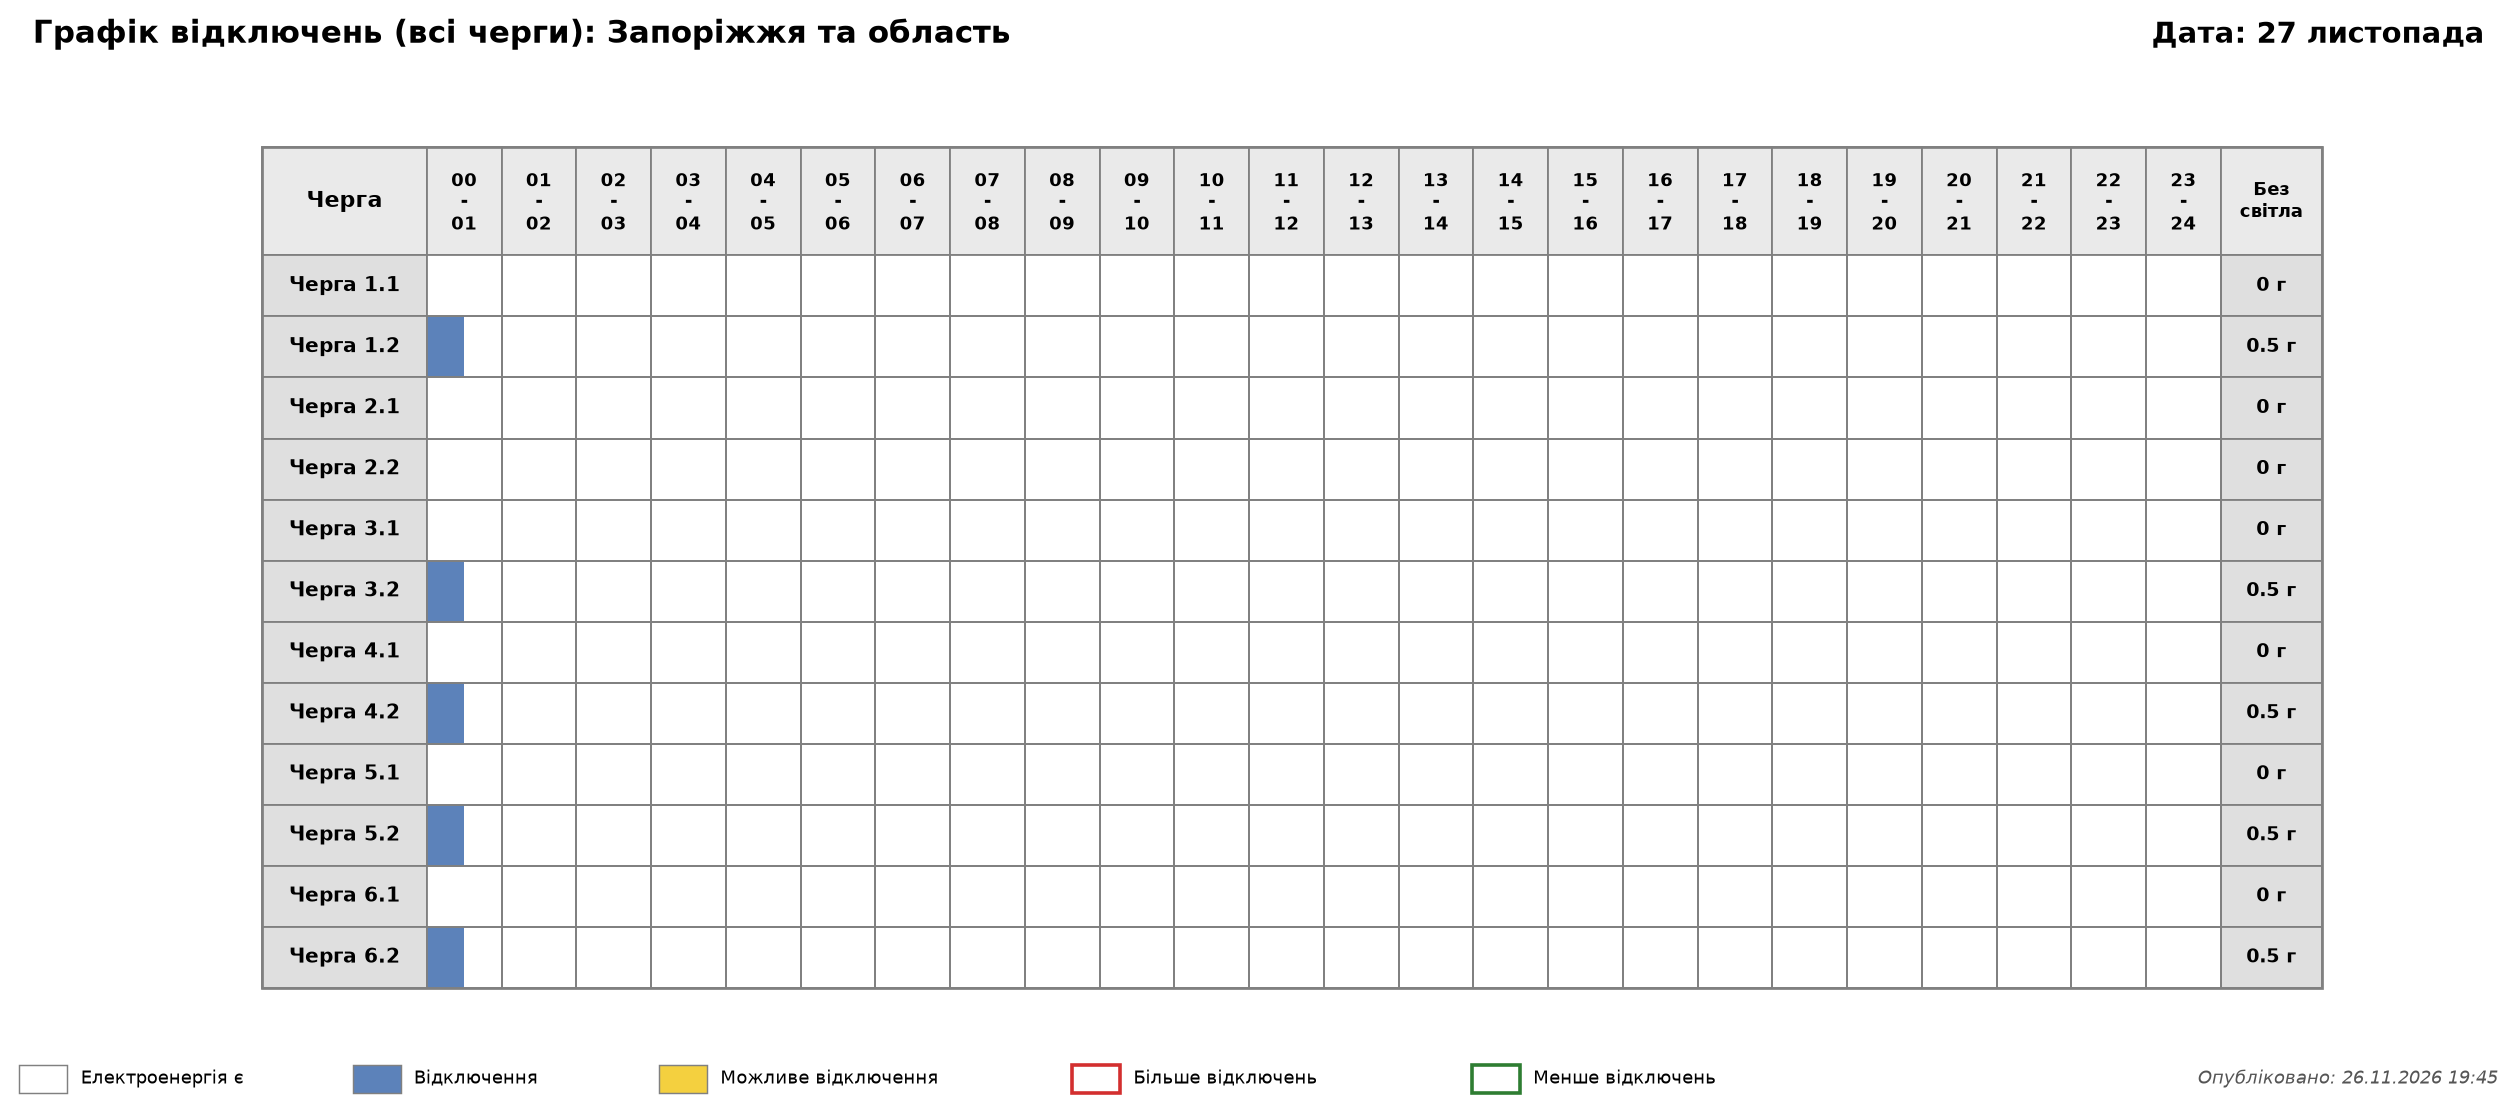 Графік відключень (всі черги): Запоріжжя та область
Дата: 27 листопада
Черга 00 - 01 01 - 02 02 - 03 03 - 04 04 - 05 05 - 06 06 - 07 07 - 08 08 - 09 09 - 10 10 - 11 11 - 12 12 - 13 13 - 14 14 - 15 15 - 16 16 - 17 17 - 18 18 - 19 19 - 20 20 - 21 21 - 22 22 - 23 23 - 24 Без світла
Черга 1.1 0 г
Черга 1.2 0.5 г
Черга 2.1 0 г
Черга 2.2 0 г
Черга 3.1 0 г
Черга 3.2 0.5 г
Черга 4.1 0 г
Черга 4.2 0.5 г
Черга 5.1 0 г
Черга 5.2 0.5 г
Черга 6.1 0 г
Черга 6.2 0.5 г
Електроенергія є Відключення Можливе відключення Більше відключень Менше відключень
Опубліковано: 26.11.2026 19:45